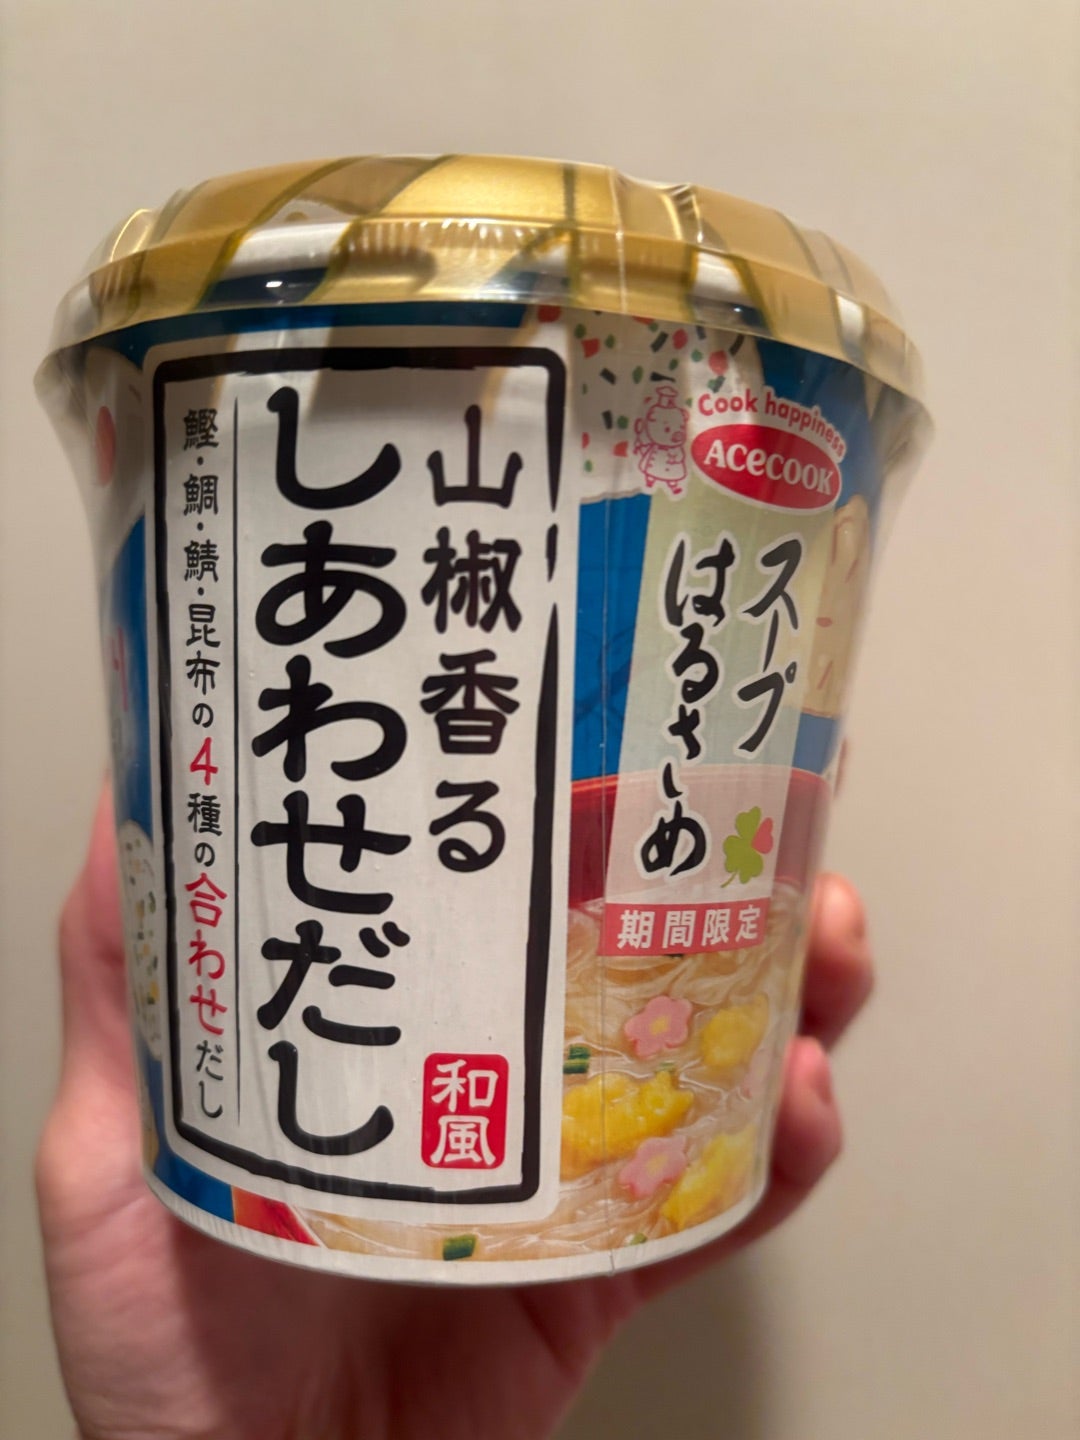 山椒香る
しあわせだし
鰹・鯛・鯖・昆布の4種の合わせだし
和風
Cook happiness
Acecook
スープ
はるさめ
期間限定